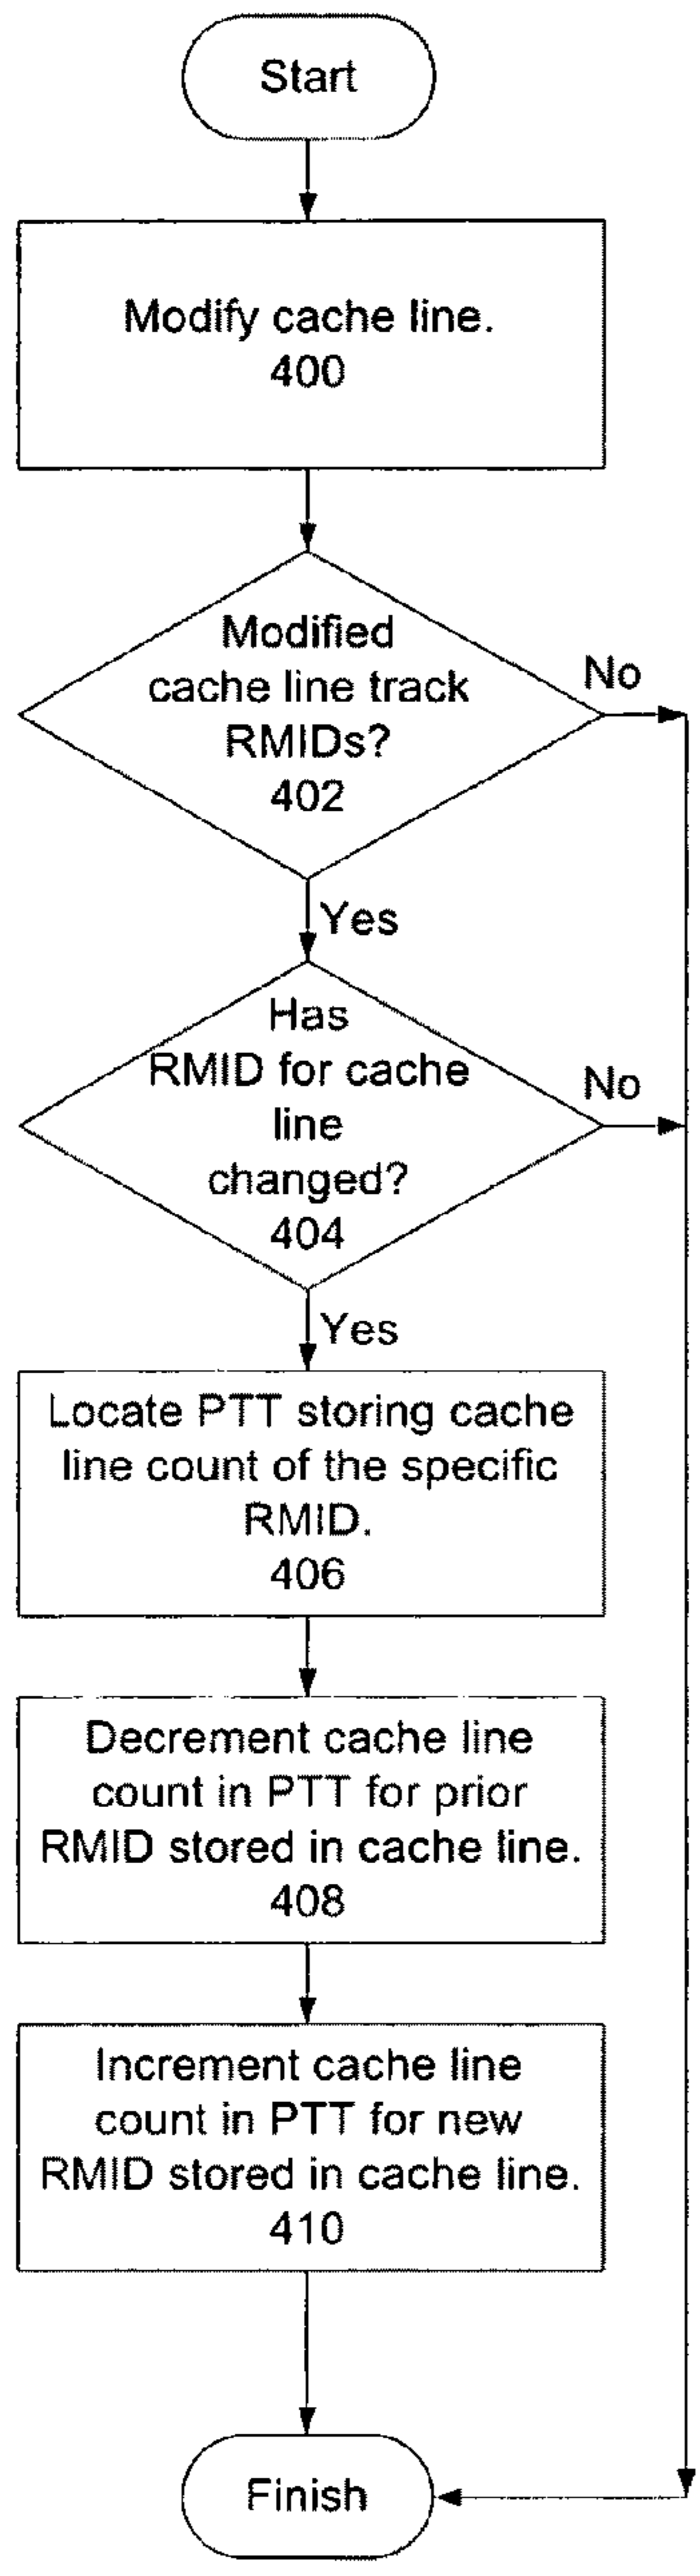 Start
Modify cache line.
400
Modified
cache line track
RMIDs?
402
No
Yes
Has
RMID for cache
line
changed?
404
No
Yes
Locate PTT storing cache
line count of the specific
RMID.
406
Decrement cache line
count in PTT for prior
RMID stored in cache line.
408
Increment cache line
count in PTT for new
RMID stored in cache line.
410
Finish